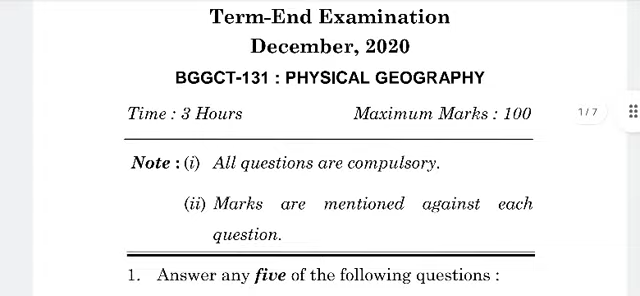 Term-End Examination
December, 2020
BGGCT-131 : PHYSICAL GEOGRAPHY
Time : 3 Hours Maximum Marks : 100
1/7
Note : (i) All questions are compulsory.
(ii) Marks are mentioned against each
question.
1. Answer any five of the following questions :